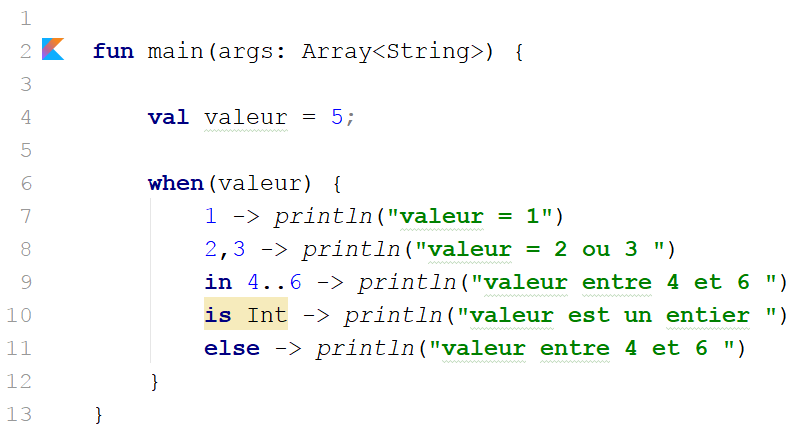 1
2 fun main(args: Array<String>) {
3
4 val valeur = 5;
5
6 when(valeur) {
7 1 -> println("valeur = 1")
8 2,3 -> println("valeur = 2 ou 3 ")
9 in 4..6 -> println("valeur entre 4 et 6 ")
10 is Int -> println("valeur est un entier ")
11 else -> println("valeur entre 4 et 6 ")
12 }
13 }